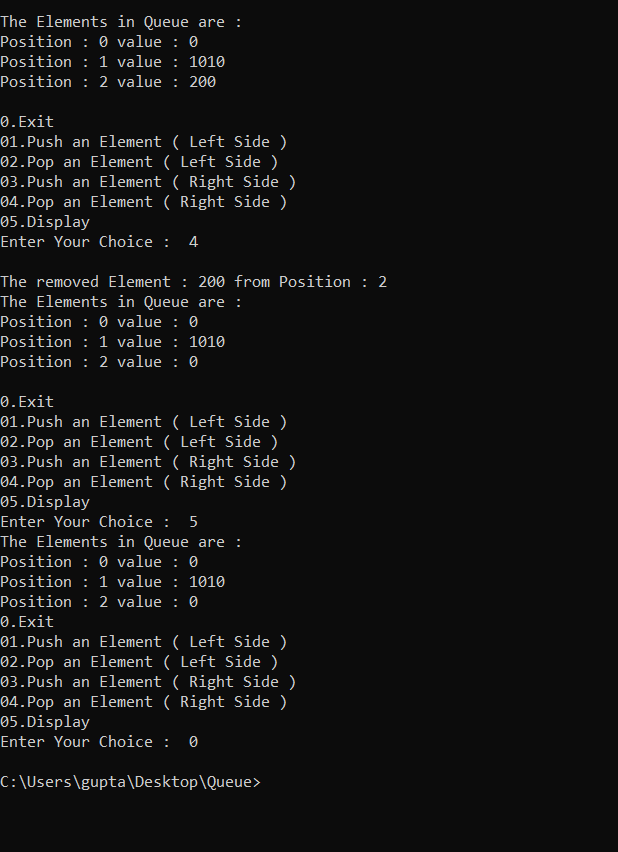 The Elements in Queue are :
Position : 0 value : 0
Position : 1 value : 1010
Position : 2 value : 200
0.Exit
01.Push an Element ( Left Side )
02.Pop an Element ( Left Side )
03.Push an Element ( Right Side )
04.Pop an Element ( Right Side )
05.Display
Enter Your Choice :  4
The removed Element : 200 from Position : 2
The Elements in Queue are :
Position : 0 value : 0
Position : 1 value : 1010
Position : 2 value : 0
0.Exit
01.Push an Element ( Left Side )
02.Pop an Element ( Left Side )
03.Push an Element ( Right Side )
04.Pop an Element ( Right Side )
05.Display
Enter Your Choice :  5
The Elements in Queue are :
Position : 0 value : 0
Position : 1 value : 1010
Position : 2 value : 0
0.Exit
01.Push an Element ( Left Side )
02.Pop an Element ( Left Side )
03.Push an Element ( Right Side )
04.Pop an Element ( Right Side )
05.Display
Enter Your Choice :  0
C:\Users\gupta\Desktop\Queue>